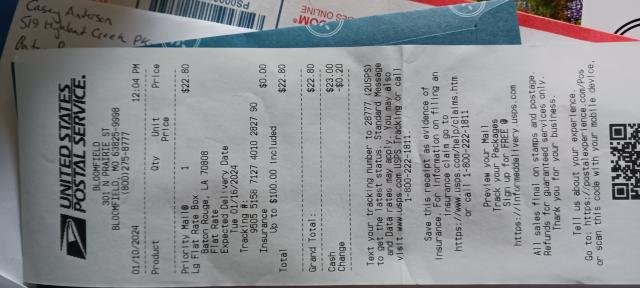 Casey Anderson
519 Highland Creek
ES ONLINE
UNITED STATES
POSTAL SERVICE®
BLOOMFIELD
301 N PRAIRIE ST
BLOOMFIELD, MO 63825-9998
(800)275-8777
01/10/2024 12:04 PM
Product Qty Unit Price
Price
Priority Mail® 1 $22.80
Lg Flat Rate Box
Baton Rouge, LA 70808
Flat Rate
Expected Delivery Date
Tue 01/16/2024
Tracking #:
9505 5156 7127 4010 2827 90
Insurance $0.00
Up to $100.00 included
Total $22.80
Grand Total: $22.80
Cash $23.00
Change -$0.20
Text your tracking number to 28777 (2USPS)
to get the latest status. Standard Message
and Data rates may apply. You may also
visit www.usps.com USPS Tracking or call
1-800-222-1811.
Save this receipt as evidence of
insurance. For information on filing an
insurance claim go to
https://www.usps.com/help/claims.htm
or call 1-800-222-1811
Preview your Mail
Track your Packages
Sign up for FREE @
https://informeddelivery.usps.com
All sales final on stamps and postage.
Refunds for guaranteed services only.
Thank you for your business.
Tell us about your experience.
Go to: https://postalexperience.com/Pos
or scan this code with your mobile device,